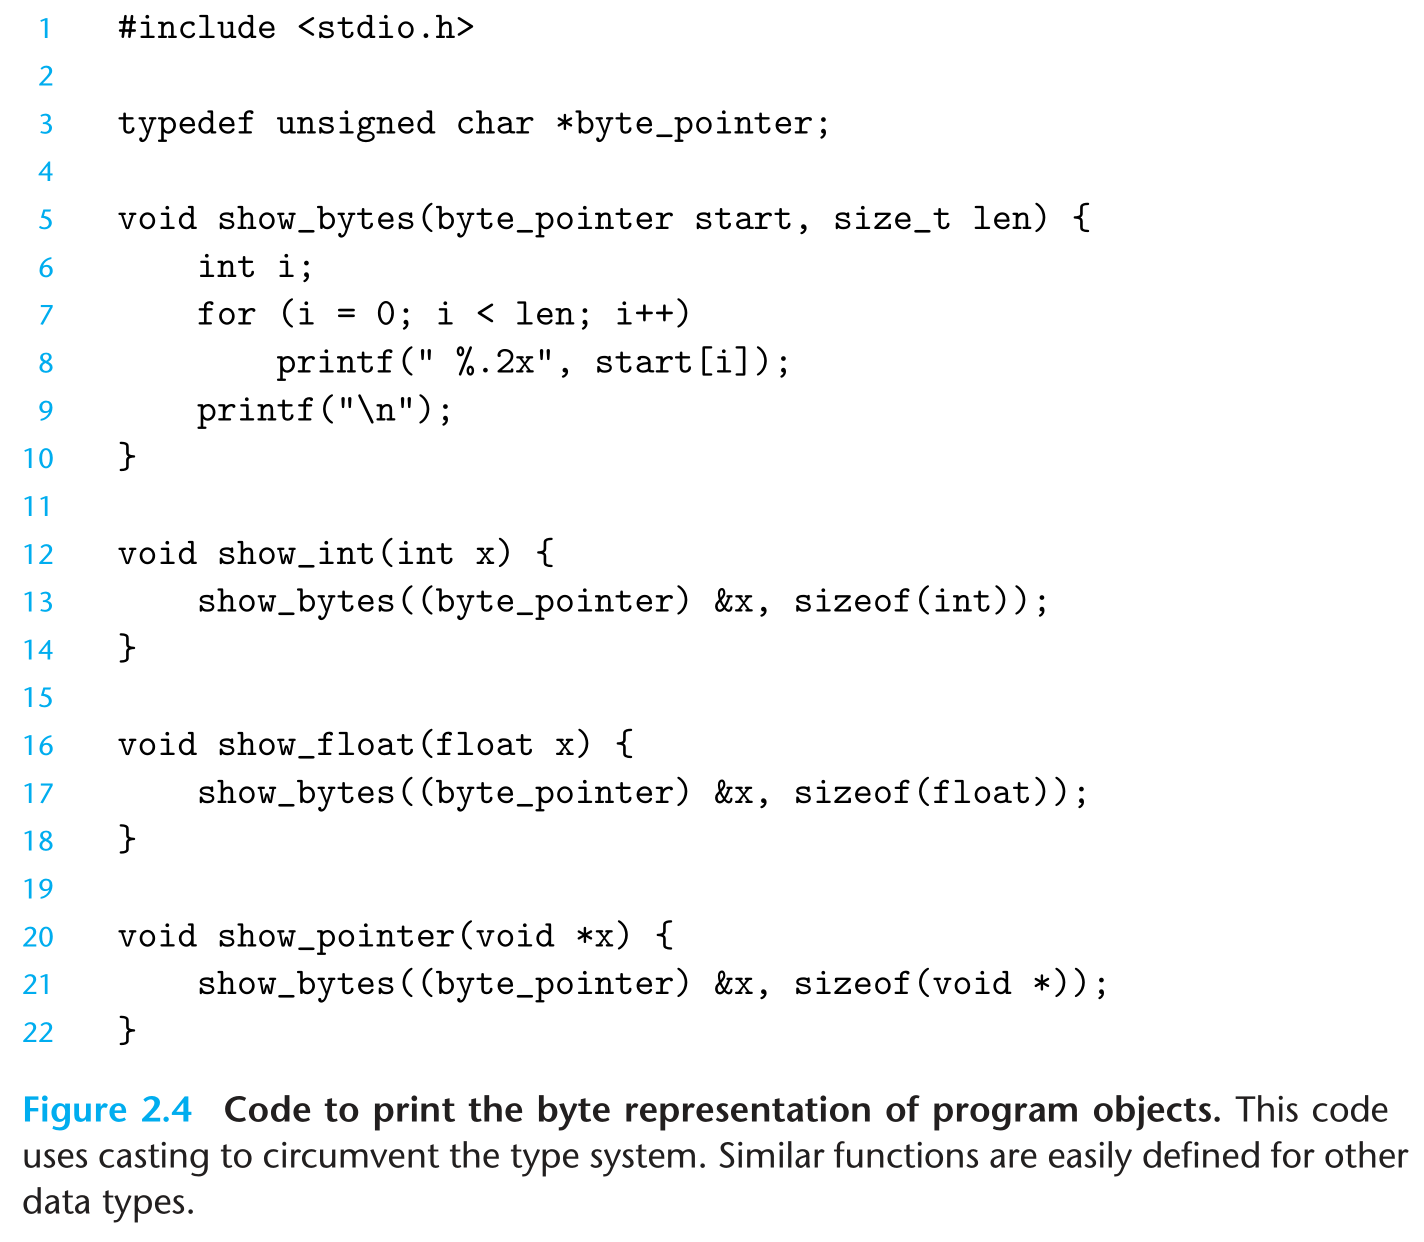 1 #include <stdio.h>
2
3 typedef unsigned char *byte_pointer;
4
5 void show_bytes(byte_pointer start, size_t len) {
6     int i;
7     for (i = 0; i < len; i++)
8         printf(" %.2x", start[i]);
9     printf("\n");
10 }
11
12 void show_int(int x) {
13     show_bytes((byte_pointer) &x, sizeof(int));
14 }
15
16 void show_float(float x) {
17     show_bytes((byte_pointer) &x, sizeof(float));
18 }
19
20 void show_pointer(void *x) {
21     show_bytes((byte_pointer) &x, sizeof(void *));
22 }
Figure 2.4 Code to print the byte representation of program objects. This code
uses casting to circumvent the type system. Similar functions are easily defined for other
data types.